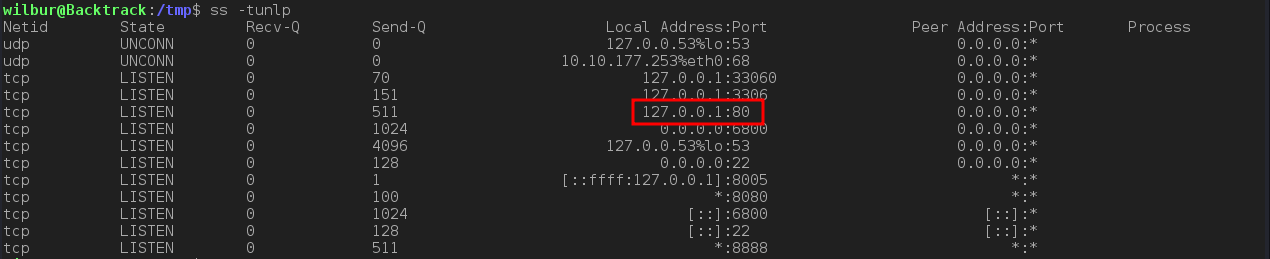 wilbur@Backtrack:/tmp$ ss -tunlp
Netid State Recv-Q Send-Q Local Address:Port Peer Address:Port Process
udp UNCONN 0 0 127.0.0.53%lo:53 0.0.0.0:*
udp UNCONN 0 0 10.10.177.253%eth0:68 0.0.0.0:*
tcp LISTEN 0 70 127.0.0.1:33060 0.0.0.0:*
tcp LISTEN 0 151 127.0.0.1:3306 0.0.0.0:*
tcp LISTEN 0 511 127.0.0.1:80 0.0.0.0:*
tcp LISTEN 0 1024 0.0.0.0:6800 0.0.0.0:*
tcp LISTEN 0 4096 127.0.0.53%lo:53 0.0.0.0:*
tcp LISTEN 0 128 0.0.0.0:22 0.0.0.0:*
tcp LISTEN 0 1 [::ffff:127.0.0.1]:8005 *:*
tcp LISTEN 0 100 *:8080 *:*
tcp LISTEN 0 1024 [::]:6800 [::]:*
tcp LISTEN 0 128 [::]:22 [::]:*
tcp LISTEN 0 511 *:8888 *:*